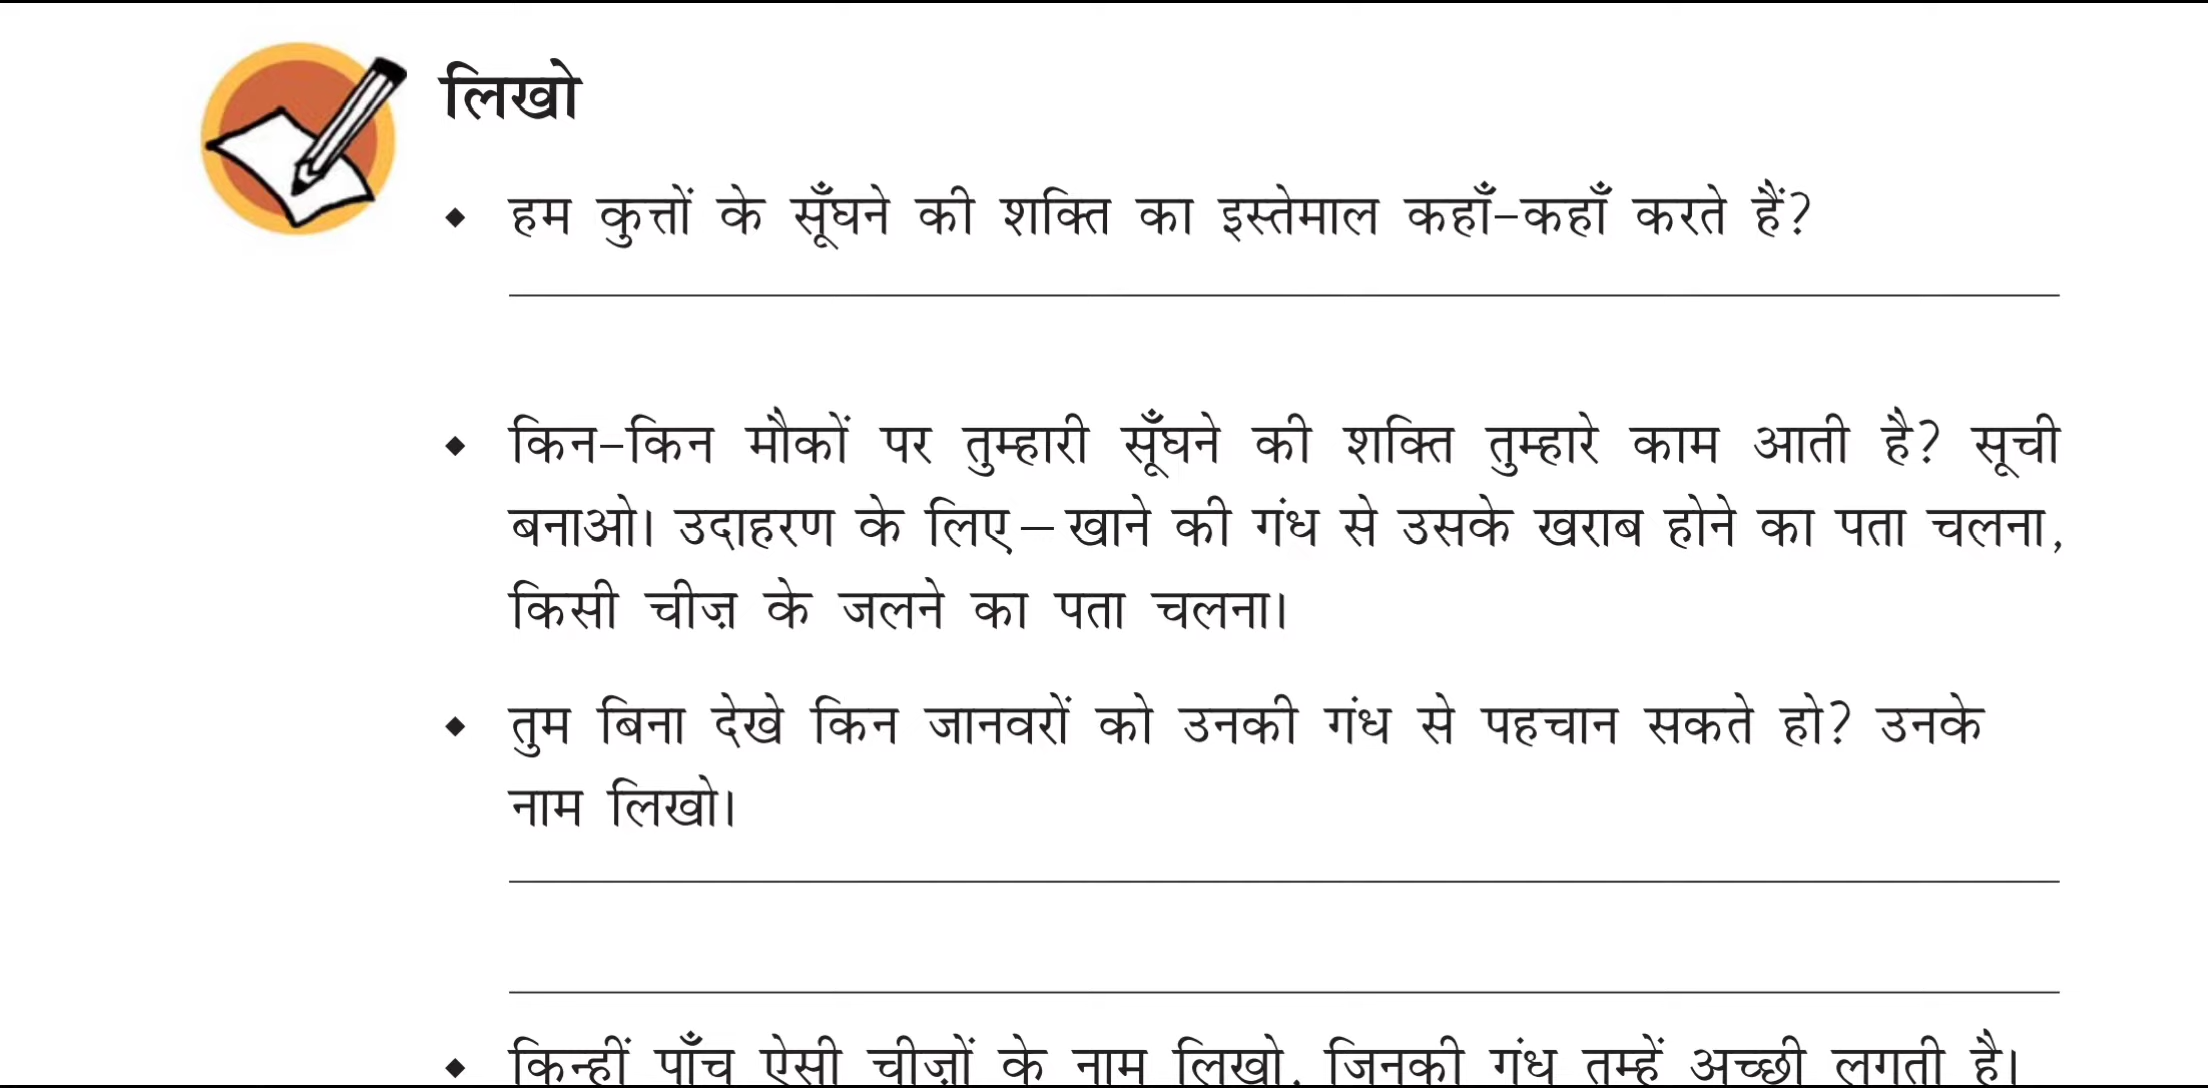 लिखो
◆ हम कुत्तों के सूँघने की शक्ति का इस्तेमाल कहाँ-कहाँ करते हैं?
◆ किन-किन मौकों पर तुम्हारी सूँघने की शक्ति तुम्हारे काम आती है? सूची
बनाओ। उदाहरण के लिए – खाने की गंध से उसके खराब होने का पता चलना,
किसी चीज़ के जलने का पता चलना।
◆ तुम बिना देखे किन जानवरों को उनकी गंध से पहचान सकते हो? उनके
नाम लिखो।
◆ किन्हीं पाँच ऐसी चीज़ों के नाम लिखो, जिनकी गंध तुम्हें अच्छी लगती है।